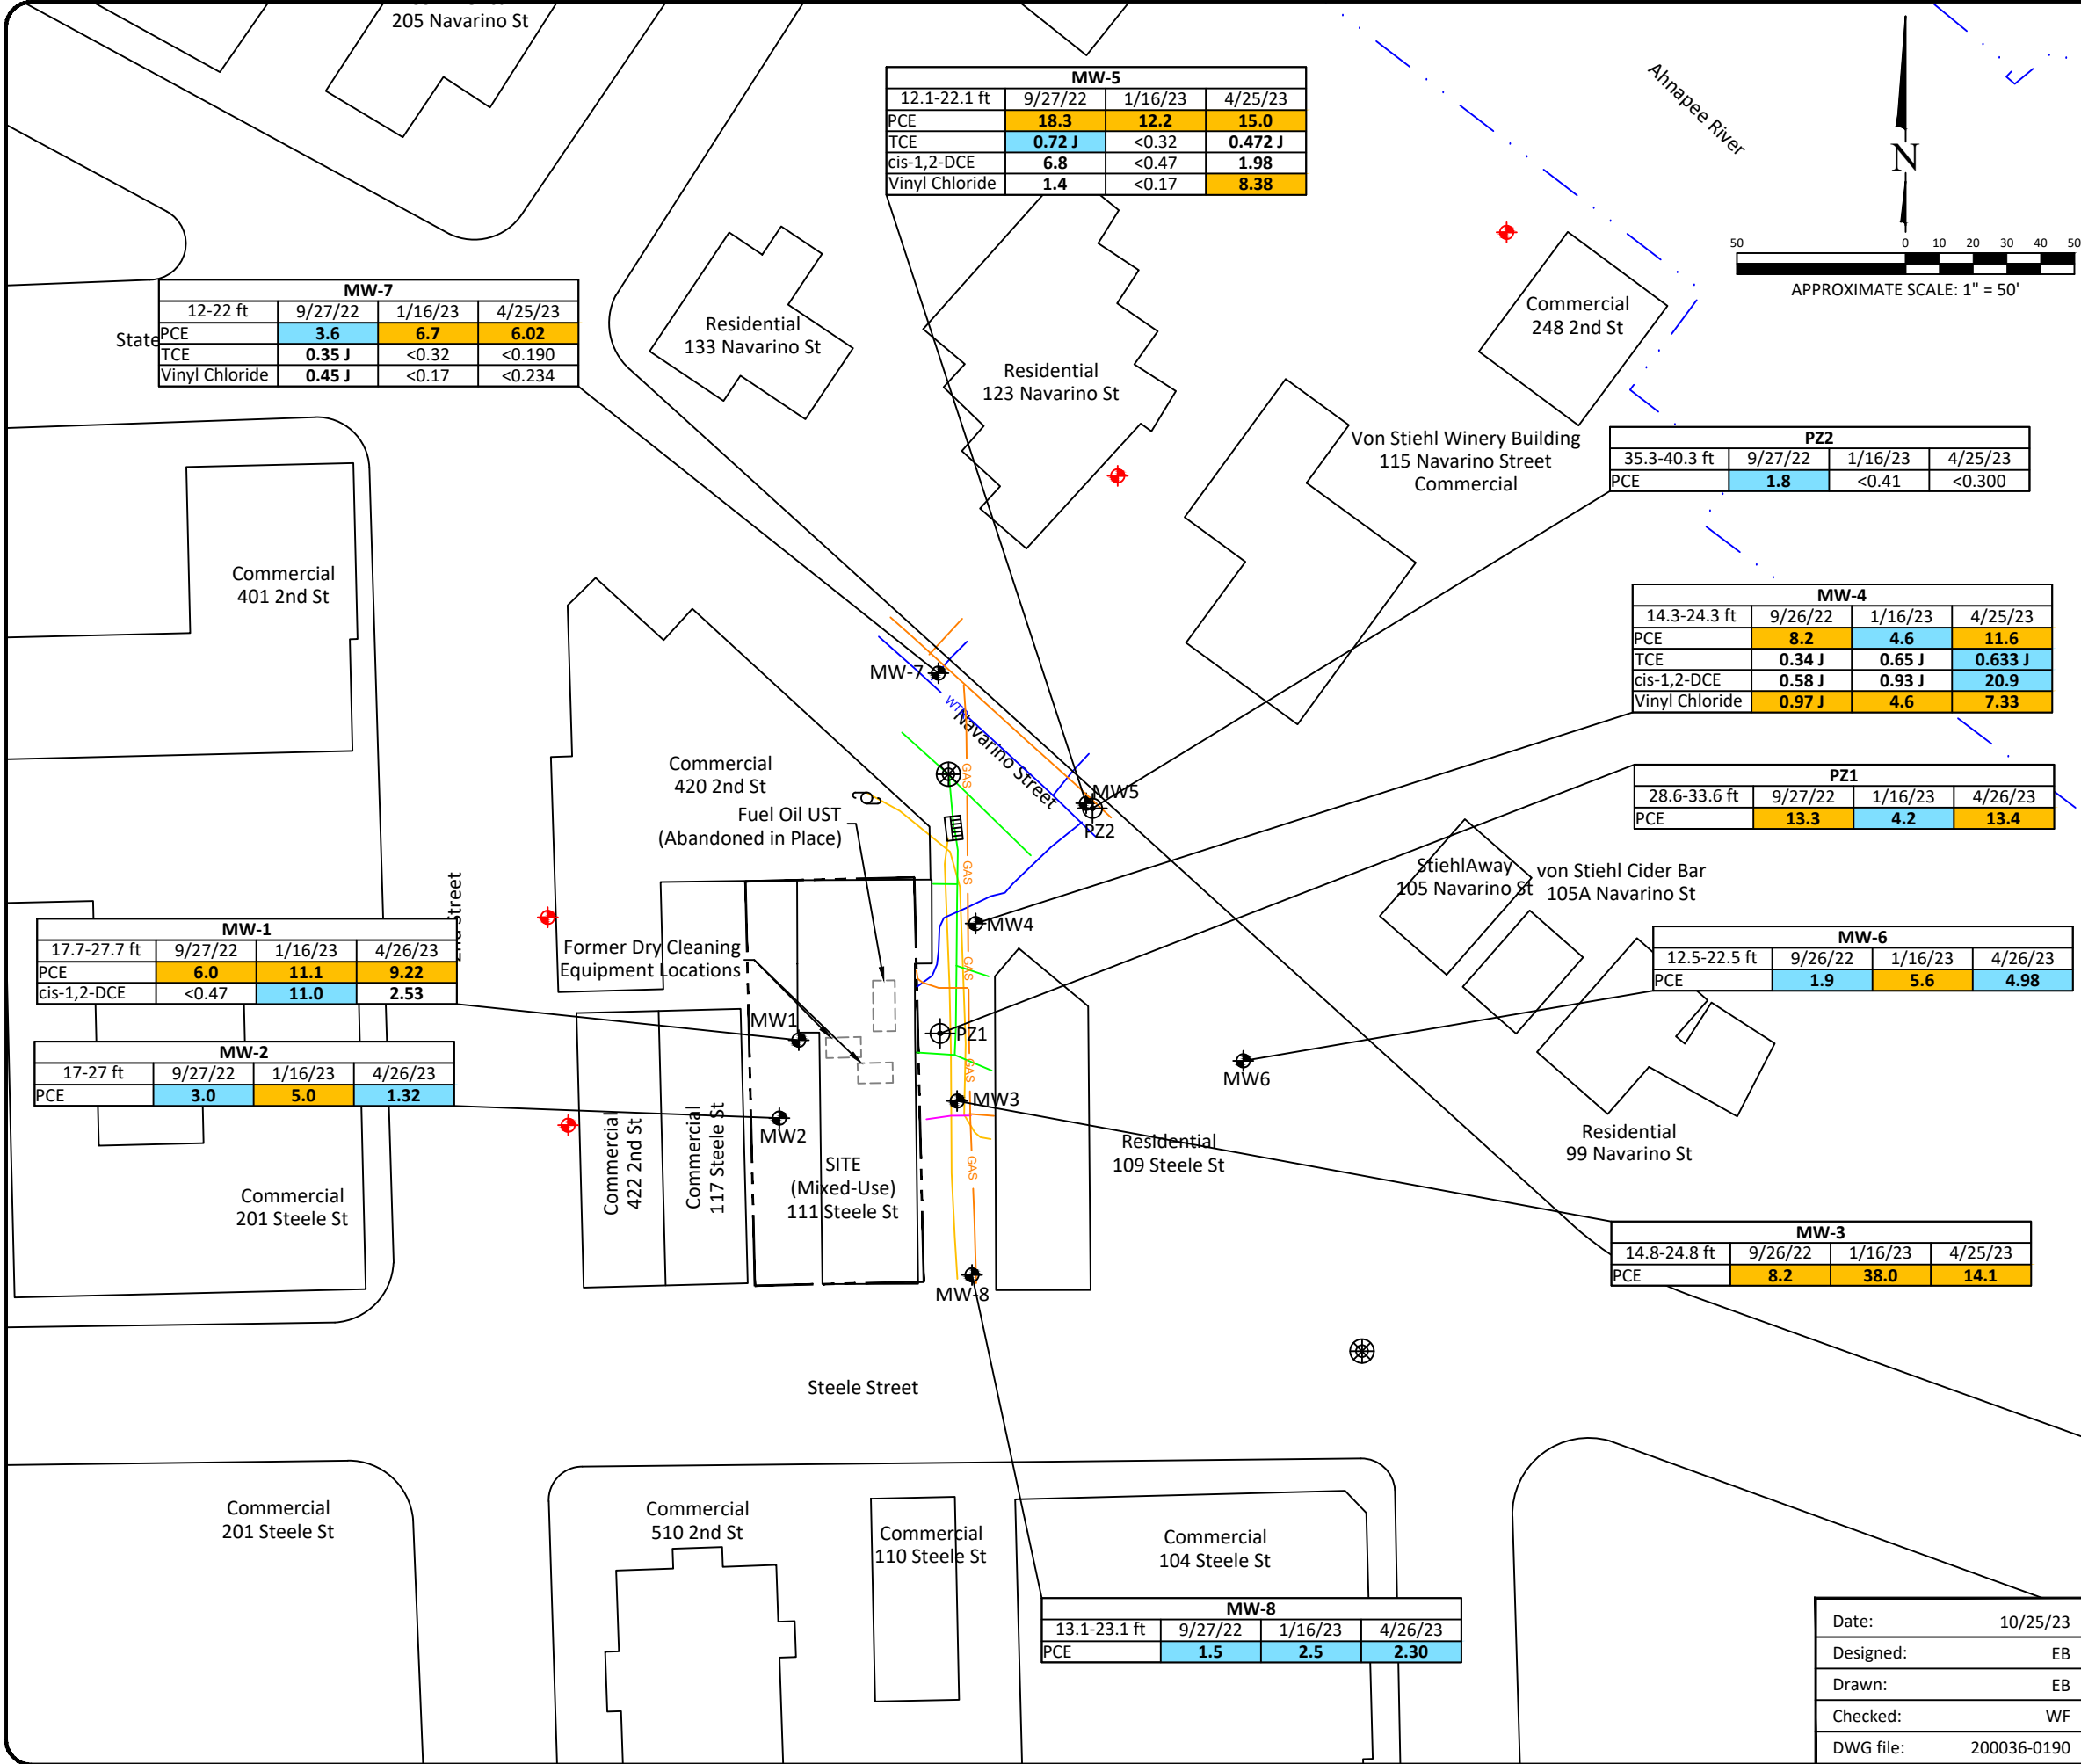 205 Navarino St
MW-5
12.1-22.1 ft 9/27/22 1/16/23 4/25/23
PCE 18.3 12.2 15.0
TCE 0.72 J <0.32 0.472 J
cis-1,2-DCE 6.8 <0.47 1.98
Vinyl Chloride 1.4 <0.17 8.38
Ahnapee River
N
50 0 10 20 30 40 50
APPROXIMATE SCALE: 1" = 50'
MW-7
12-22 ft 9/27/22 1/16/23 4/25/23
PCE 3.6 6.7 6.02
TCE 0.35 J <0.32 <0.190
Vinyl Chloride 0.45 J <0.17 <0.234
State
Residential
133 Navarino St
Residential
123 Navarino St
Commercial
248 2nd St
Von Stiehl Winery Building
115 Navarino Street
Commercial
PZ2
35.3-40.3 ft 9/27/22 1/16/23 4/25/23
PCE 1.8 <0.41 <0.300
Commercial
401 2nd St
MW-4
14.3-24.3 ft 9/26/22 1/16/23 4/25/23
PCE 8.2 4.6 11.6
TCE 0.34 J 0.65 J 0.633 J
cis-1,2-DCE 0.58 J 0.93 J 20.9
Vinyl Chloride 0.97 J 4.6 7.33
MW-7
Navarino Street
GAS
Commercial
420 2nd St
Fuel Oil UST
(Abandoned in Place)
MW5
PZ2
PZ1
28.6-33.6 ft 9/27/22 1/16/23 4/26/23
PCE 13.3 4.2 13.4
GAS
StiehlAway
105 Navarino St
von Stiehl Cider Bar
105A Navarino St
Street
MW-1
17.7-27.7 ft 9/27/22 1/16/23 4/26/23
PCE 6.0 11.1 9.22
cis-1,2-DCE <0.47 11.0 2.53
Former Dry Cleaning
Equipment Locations
MW4
GAS
MW-6
12.5-22.5 ft 9/26/22 1/16/23 4/26/23
PCE 1.9 5.6 4.98
MW1
PZ1
MW-2
17-27 ft 9/27/22 1/16/23 4/26/23
PCE 3.0 5.0 1.32
GAS
MW6
MW3
MW2
Commercial
422 2nd St
Commercial
117 Steele St
SITE
(Mixed-Use)
111 Steele St
GAS
Residential
109 Steele St
Residential
99 Navarino St
Commercial
201 Steele St
MW-3
14.8-24.8 ft 9/26/22 1/16/23 4/25/23
PCE 8.2 38.0 14.1
MW-8
Steele Street
Commercial
201 Steele St
Commercial
510 2nd St
Commercial
110 Steele St
Commercial
104 Steele St
MW-8
13.1-23.1 ft 9/27/22 1/16/23 4/26/23
PCE 1.5 2.5 2.30
Date: 10/25/23
Designed: EB
Drawn: EB
Checked: WF
DWG file: 200036-0190